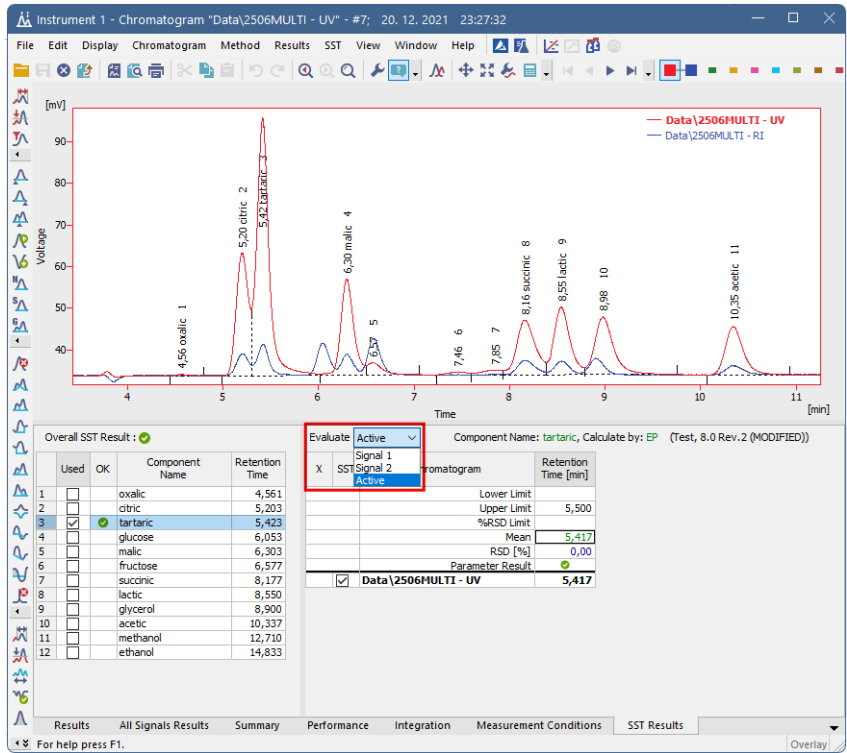 Instrument 1 - Chromatogram "Data\2506MULTI - UV" - #7; 20. 12. 2021 23:27:32
File Edit Display Chromatogram Method Results SST View Window Help
[mV]
Data\2506MULTI - UV
Data\2506MULTI - RI
90
80
70
60
50
40
Voltage
4,56 oxalic 1
5,20 citric 2
5,42 tartaric 3
6,30 malic 4
6,57 5
7,46 6
7,85 7
8,16 succinic 8
8,55 lactic 9
8,98 10
10,35 acetic 11
4 5 6 7 8 9 10 11
Time
[min]
Overall SST Result :
Evaluate Active
Component Name: tartaric, Calculate by: EP (Test, 8.0 Rev.2 (MODIFIED))
Signal 1
Signal 2
Active
Used OK Component Name Retention Time
1 oxalic 4,561
2 citric 5,203
3 tartaric 5,423
4 glucose 6,053
5 malic 6,303
6 fructose 6,577
7 succinic 8,177
8 lactic 8,550
9 glycerol 8,900
10 acetic 10,337
11 methanol 12,710
12 ethanol 14,833
X SST romatogram Retention Time [min]
Lower Limit
Upper Limit 5,500
%RSD Limit
Mean 5,417
RSD [%] 0,00
Parameter Result
Data\2506MULTI - UV 5,417
Results All Signals Results Summary Performance Integration Measurement Conditions SST Results
For help press F1.
Overlay